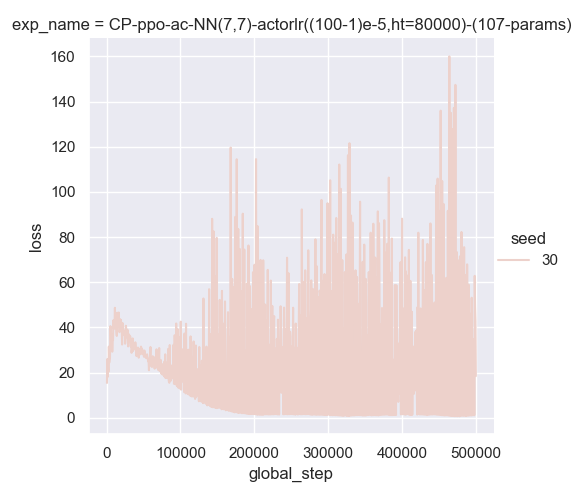 exp_name = CP-ppo-ac-NN(7,7)-actorlr((100-1)e-5,ht=80000)-(107-params)
160
140
120
100
80
60
40
20
0
loss
0 100000 200000 300000 400000 500000
global_step
seed
30